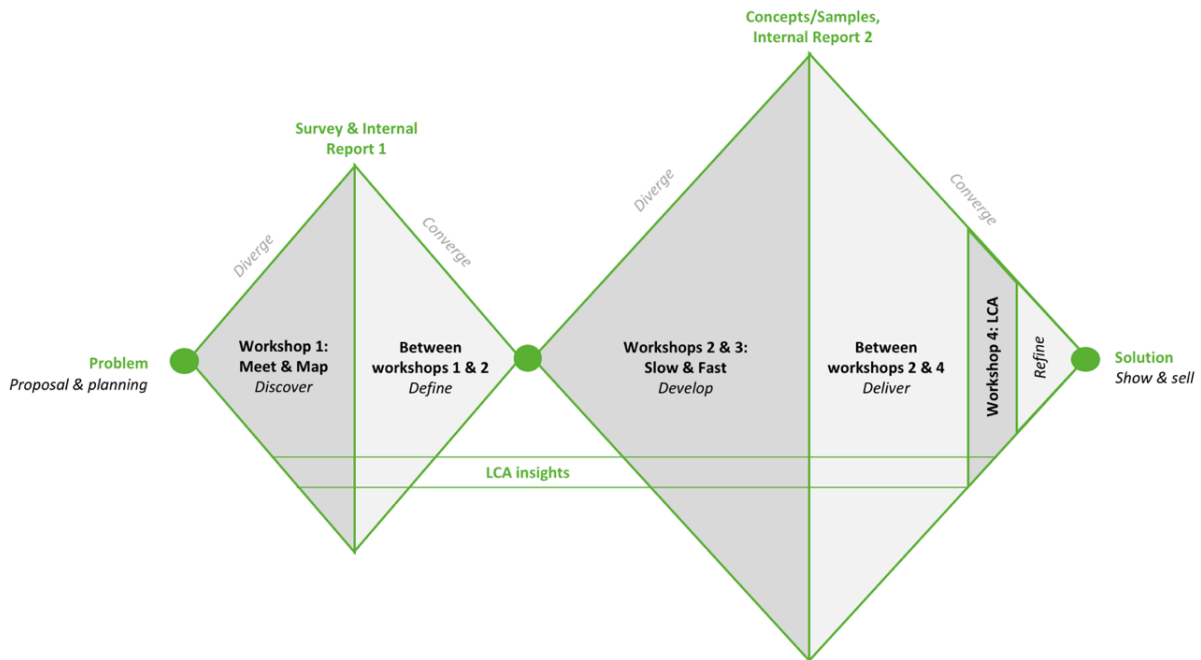 Concepts/Samples,
Internal Report 2
Survey & Internal
Report 1
Diverge
Converge
Diverge
Converge
Problem
Proposal & planning
Workshop 1:
Meet & Map
Discover
Between
workshops 1 & 2
Define
Workshops 2 & 3:
Slow & Fast
Develop
Between
workshops 2 & 4
Deliver
Workshop 4: LCA
Refine
Solution
Show & sell
LCA insights